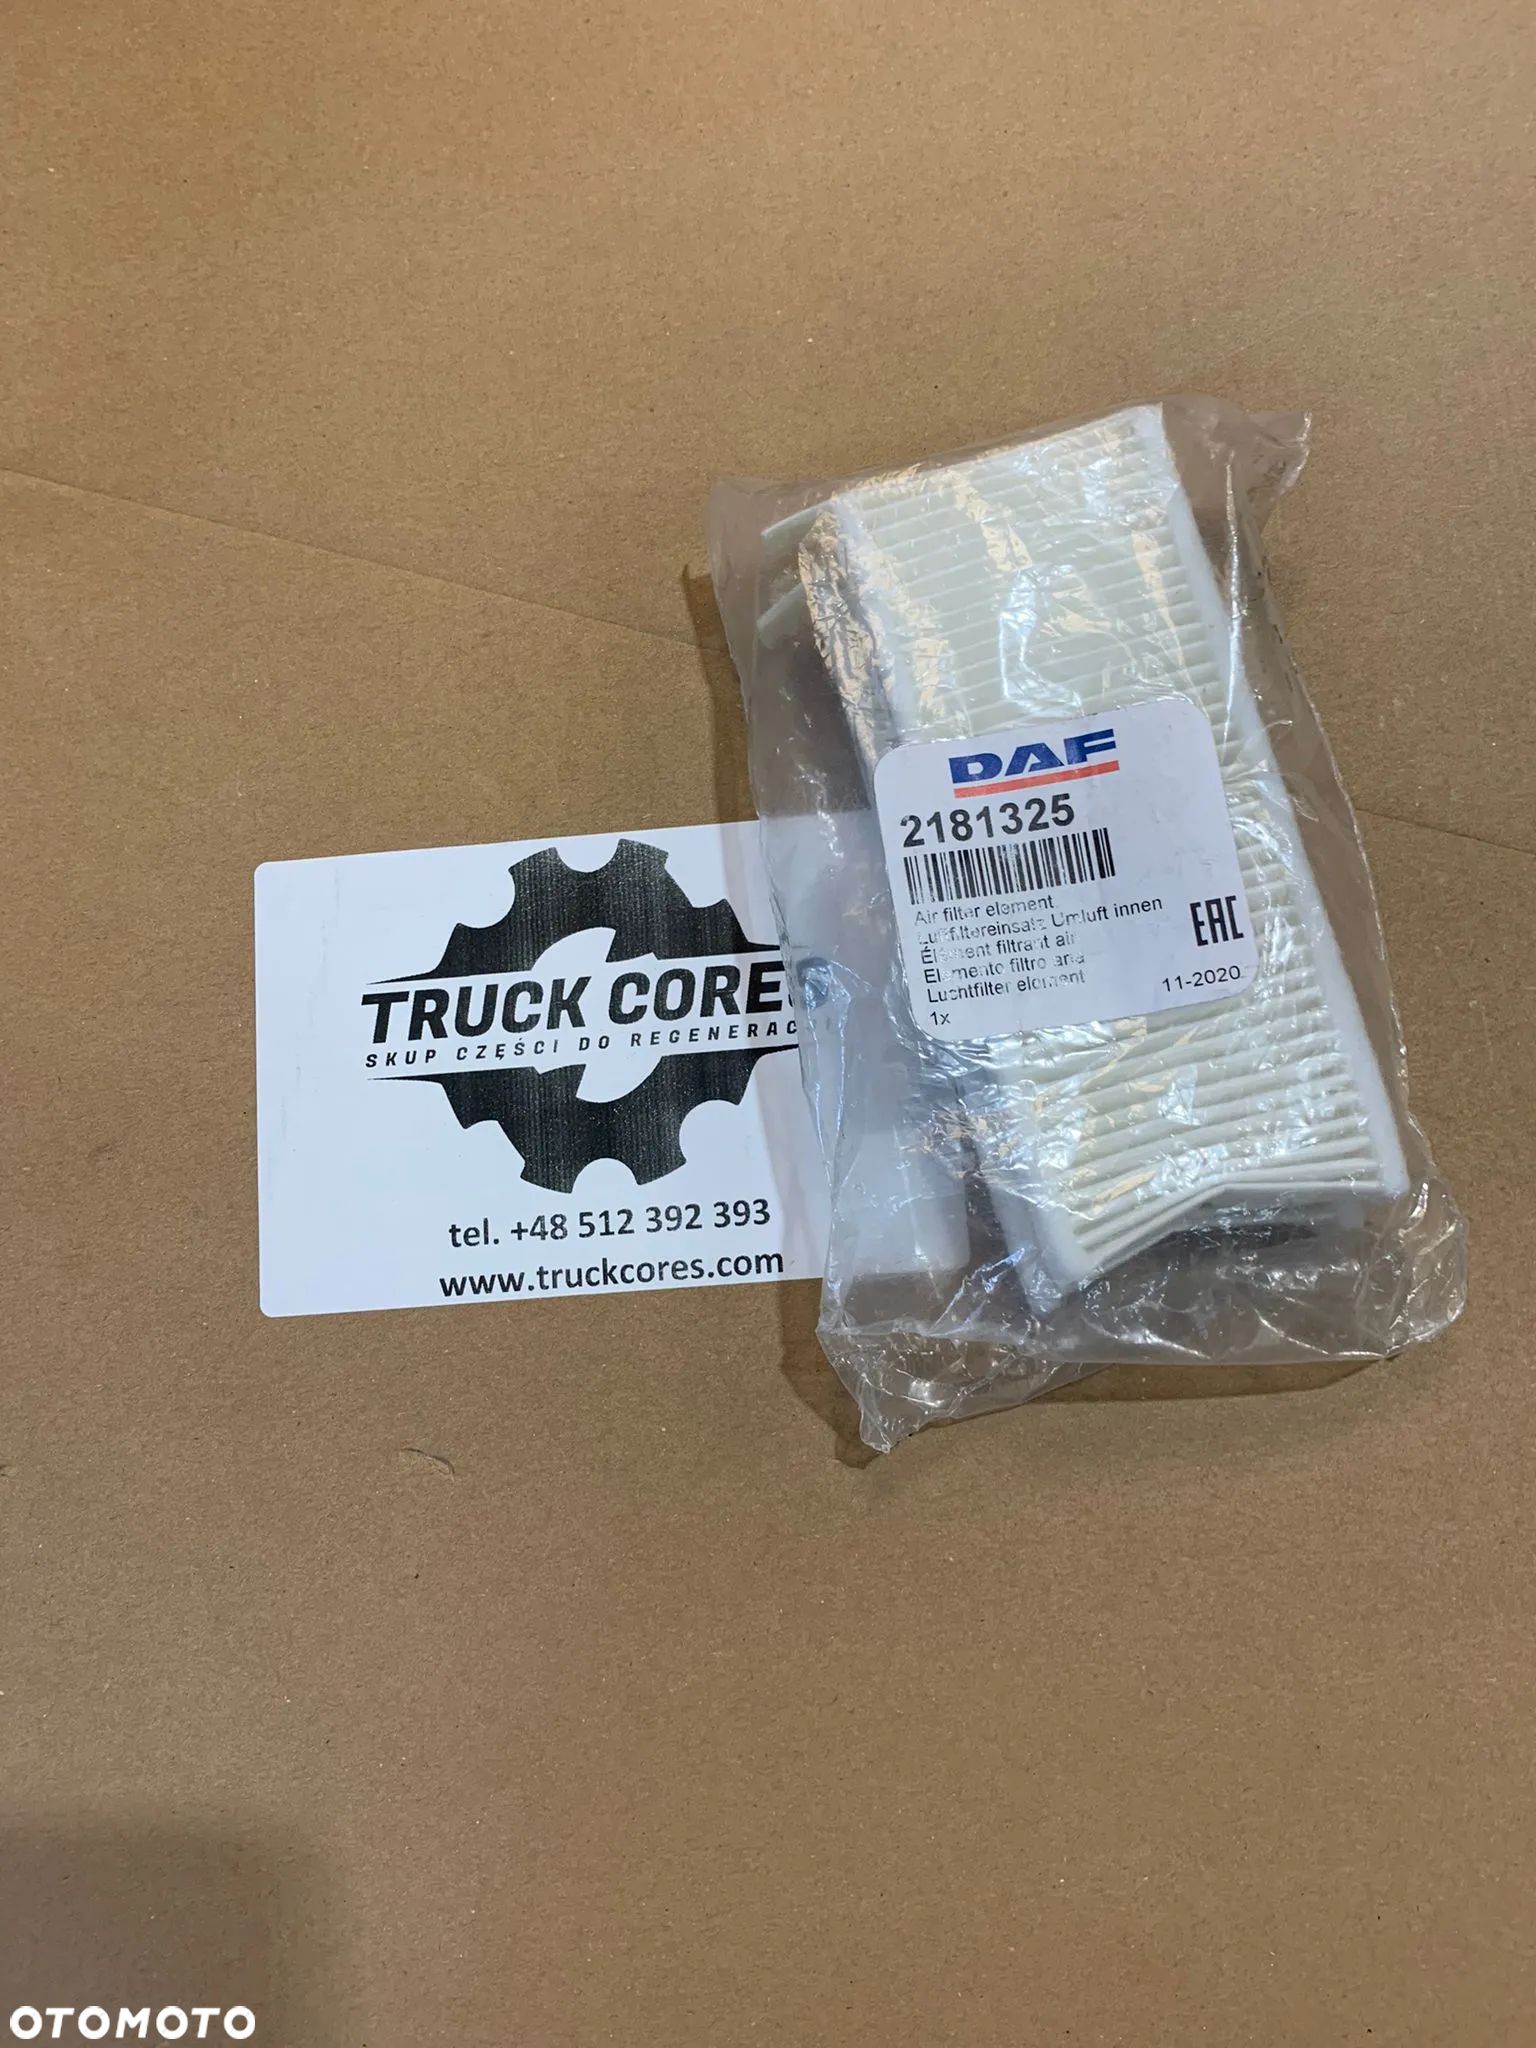 DAF
2181325
Air filter element
Luftfiltereinsatz Umluft innen
Élément filtrant air
Elemento filtro
Luchtfilter element
1x
EAC
11-2020
TRUCK CORES
SKUP CZĘŚCI DO REGENERAC
tel. +48 512 392 393
www.truckcores.com
OTOMOTO